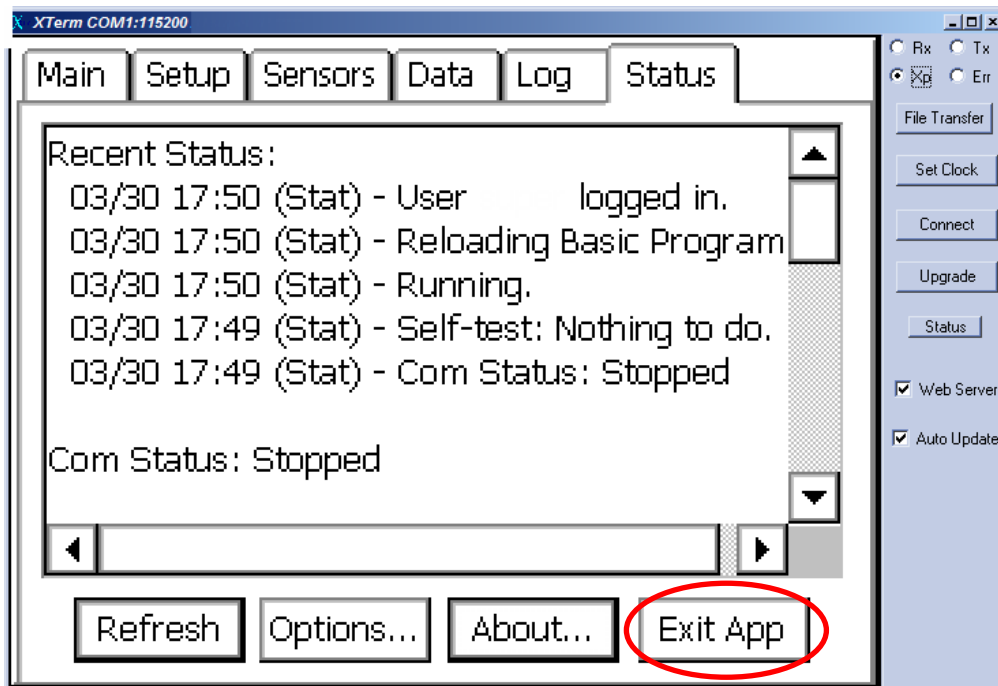 X XTerm COM1:115200
Rx Tx
Xp Err
Main Setup Sensors Data Log Status
File Transfer
Set Clock
Connect
Upgrade
Status
Web Server
Auto Update
Recent Status:
03/30 17:50 (Stat) - User logged in.
03/30 17:50 (Stat) - Reloading Basic Program
03/30 17:50 (Stat) - Running.
03/30 17:49 (Stat) - Self-test: Nothing to do.
03/30 17:49 (Stat) - Com Status: Stopped
Com Status: Stopped
Refresh Options... About... Exit App